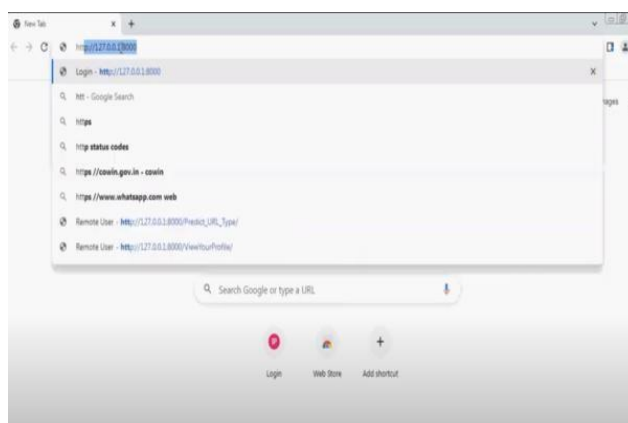 New Tab
http://127.0.0.1:8000
Login - http://127.0.0.1:8000
htt - Google Search
https
http status codes
https //cowin.gov.in - cowin
https //www.whatsapp.com web
Remote User - http://127.0.0.1:8000/Predict_URL_Type/
Remote User - http://127.0.0.1:8000/ViewYourProfile/
Search Google or type a URL
Login
Web Store
Add shortcut